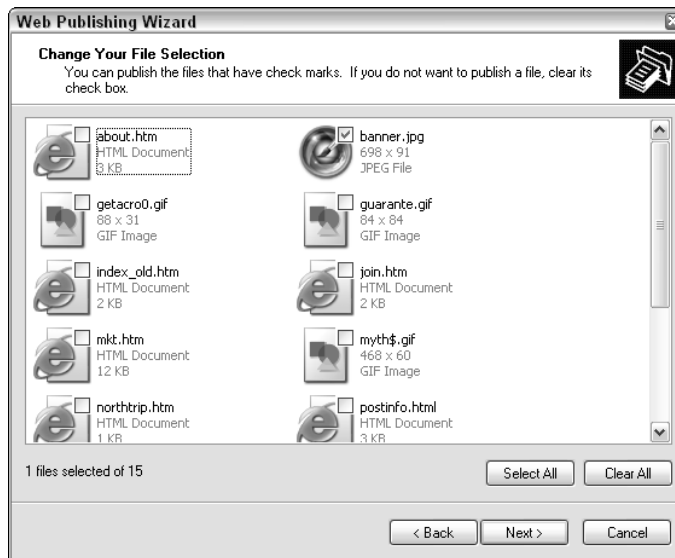 Web Publishing Wizard
Change Your File Selection
You can publish the files that have check marks. If you do not want to publish a file, clear its
check box.
about.htm
HTML Document
3 KB
banner.jpg
698 x 91
JPEG File
getacro0.gif
88 x 31
GIF Image
guarante.gif
84 x 84
GIF Image
index_old.htm
HTML Document
2 KB
join.htm
HTML Document
2 KB
mkt.htm
HTML Document
12 KB
myth$.gif
468 x 60
GIF Image
northtrip.htm
HTML Document
1 KB
postinfo.html
HTML Document
3 KB
1 files selected of 15
Select All
Clear All
< Back
Next >
Cancel